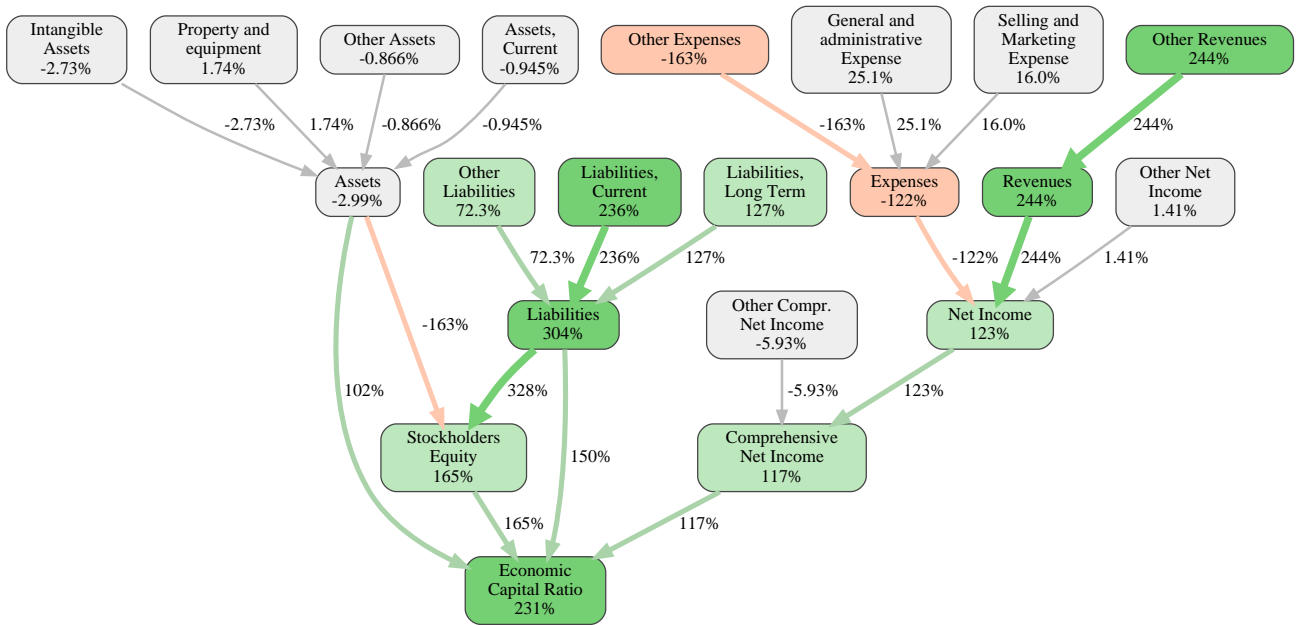 Intangible
Assets
-2.73%
Property and
equipment
1.74%
Other Assets
-0.866%
Assets,
Current
-0.945%
Other Expenses
-163%
General and
administrative
Expense
25.1%
Selling and
Marketing
Expense
16.0%
Other Revenues
244%
-2.73%
1.74%
-0.866%
-0.945%
-163%
25.1%
16.0%
244%
Assets
-2.99%
Other
Liabilities
72.3%
Liabilities,
Current
236%
Liabilities,
Long Term
127%
Expenses
-122%
Revenues
244%
Other Net
Income
1.41%
72.3%
236%
127%
-122%
244%
1.41%
-163%
Liabilities
304%
Other Compr.
Net Income
-5.93%
Net Income
123%
102%
328%
-5.93%
123%
Stockholders
Equity
165%
150%
Comprehensive
Net Income
117%
165%
117%
Economic
Capital Ratio
231%